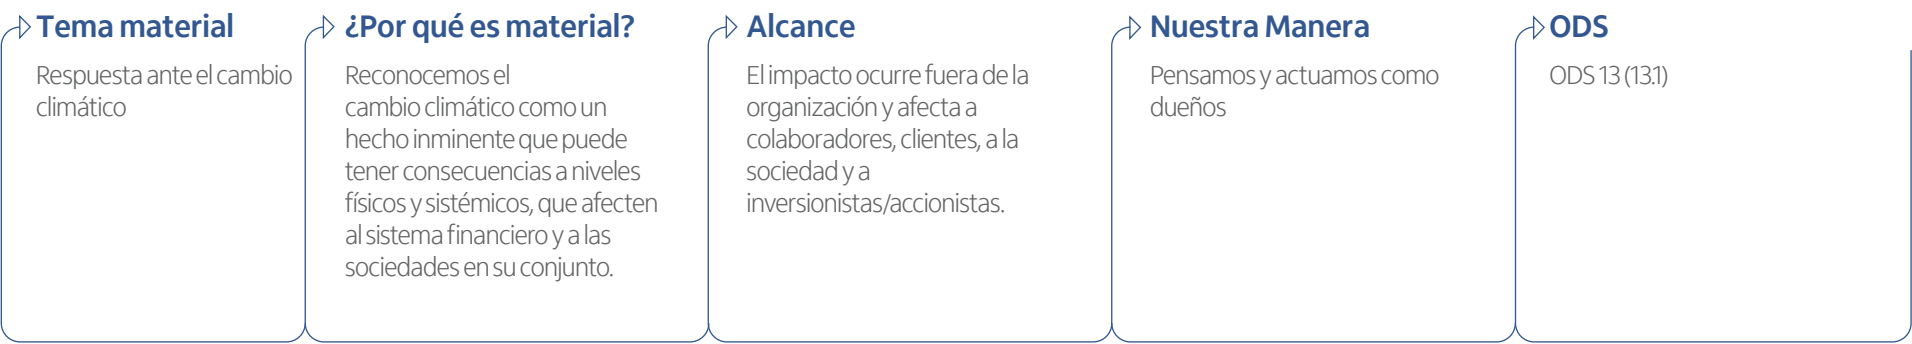 Tema material
Respuesta ante el cambio
climático
¿Por qué es material?
Reconocemos el
cambio climático como un
hecho inminente que puede
tener consecuencias a niveles
físicos y sistémicos, que afecten
al sistema financiero y a las
sociedades en su conjunto.
Alcance
El impacto ocurre fuera de la
organización y afecta a
colaboradores, clientes, a la
sociedad y a
inversionistas/accionistas.
Nuestra Manera
Pensamos y actuamos como
dueños
ODS
ODS 13 (13.1)